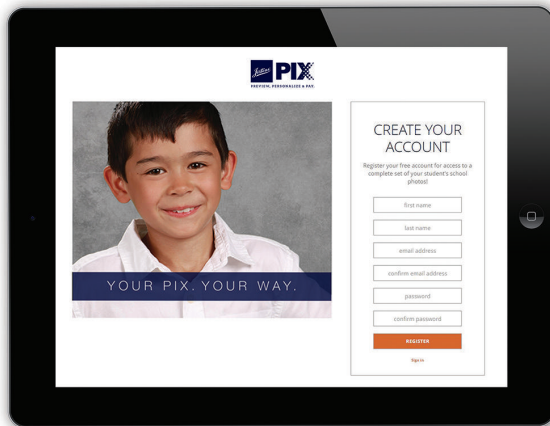 PIX
PREVIEW, PERSONALIZE & PAY.
YOUR PIX. YOUR WAY.
CREATE YOUR
ACCOUNT
Register your free account for access to a
complete set of your student's school
photos!
first name
last name
email address
confirm email address
password
confirm password
REGISTER
Sign In